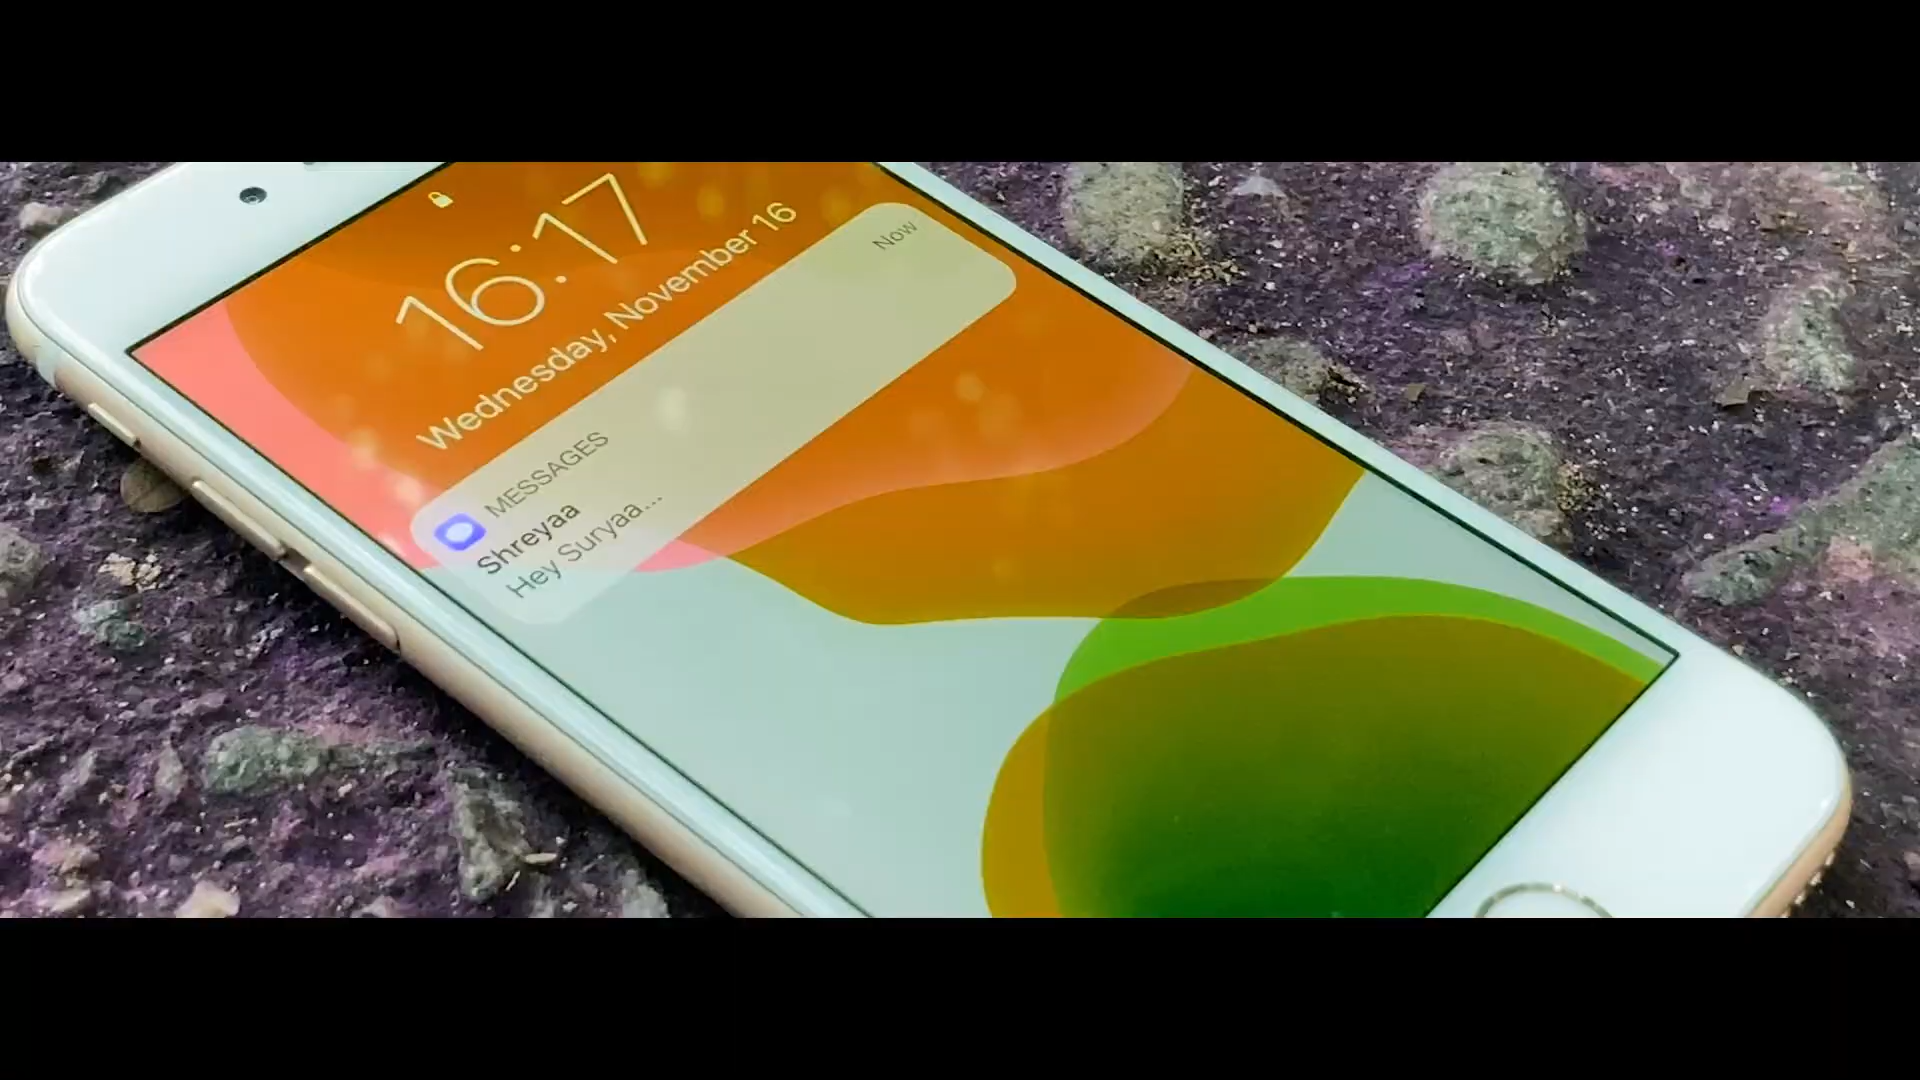 16:17
Wednesday, November 16
MESSAGES
Now
Shreyaa
Hey Suryaa...